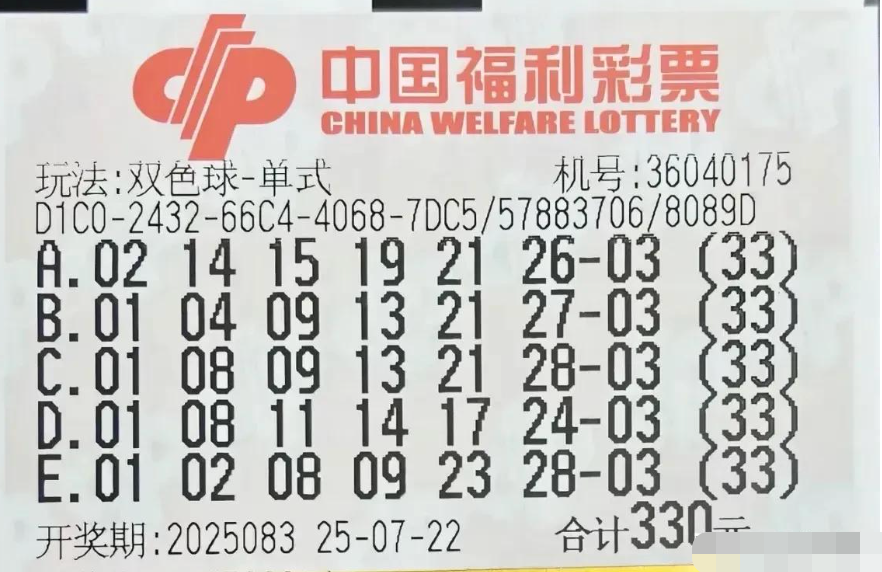 中国福利彩票
CHINA WELFARE LOTTERY
玩法:双色球-单式 机号:36040175
D1C0-2432-66C4-4068-7DC5/57883706/8089D
A.02 14 15 19 21 26-03 (33)
B.01 04 09 13 21 27-03 (33)
C.01 08 09 13 21 28-03 (33)
D.01 08 11 14 17 24-03 (33)
E.01 02 08 09 23 28-03 (33)
开奖期:2025083 25-07-22 合计330元